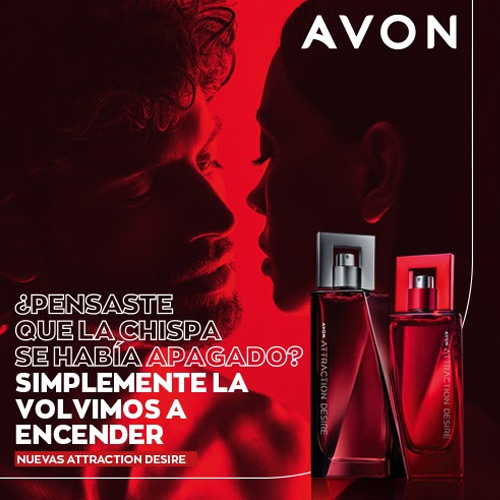 AVON
¿PENSASTE
QUE LA CHISPA
SE HABÍA APAGADO?
SIMPLEMENTE LA
VOLVIMOS A
ENCENDER
NUEVAS ATTRACTION DESIRE
AVON ATTRACTION DESIRE
AVON ATTRACTION DESIRE